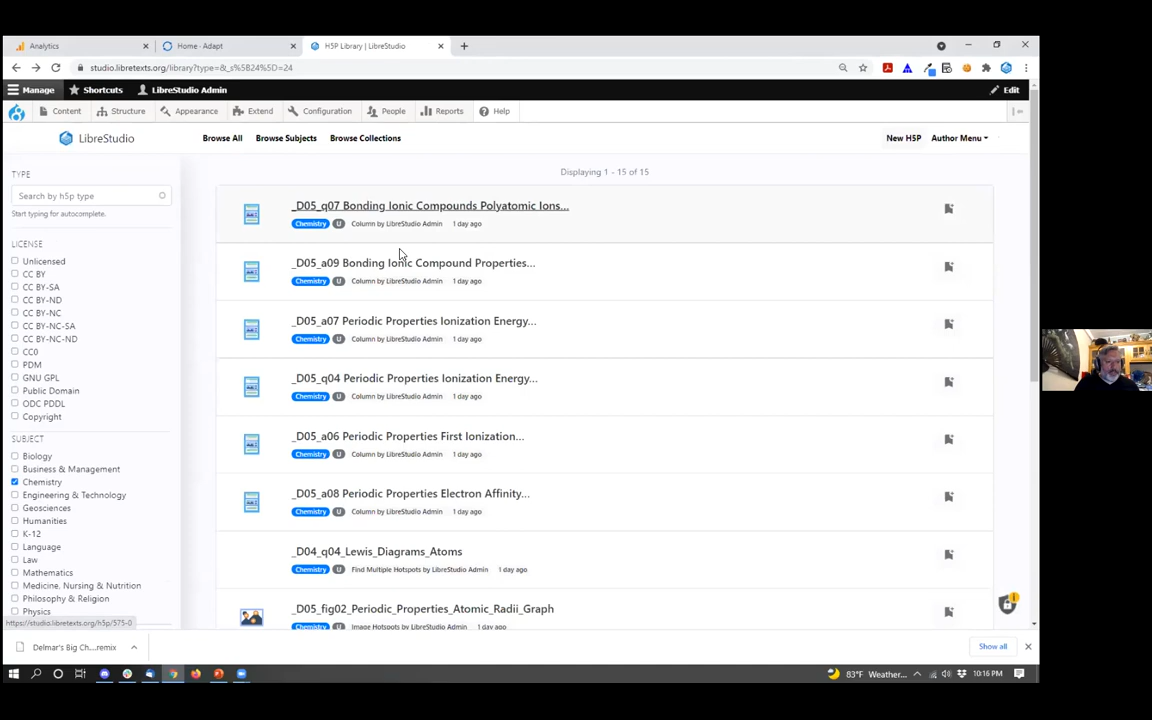 Analytics
Home - Adapt
H5P Library | LibreStudio
studio.libretexts.org/library?type=&_s%5B24%5D=24
Manage Shortcuts LibreStudio Admin Edit
Content Structure Appearance Extend Configuration People Reports Help
LibreStudio Browse All Browse Subjects Browse Collections New H5P Author Menu
TYPE
Search by h5p type
Start typing for autocomplete.
LICENSE
Unlicensed
CC BY
CC BY-SA
CC BY-ND
CC BY-NC
CC BY-NC-SA
CC BY-NC-ND
CC0
PDM
GNU GPL
Public Domain
ODC PDDL
Copyright
SUBJECT
Biology
Business & Management
Chemistry
Engineering & Technology
Geosciences
Humanities
K-12
Language
Law
Mathematics
Medicine, Nursing & Nutrition
Philosophy & Religion
Physics
Displaying 1 - 15 of 15
_D05_q07 Bonding Ionic Compounds Polyatomic Ions...
Chemistry U Column by LibreStudio Admin 1 day ago
_D05_a09 Bonding Ionic Compound Properties...
Chemistry U Column by LibreStudio Admin 1 day ago
_D05_a07 Periodic Properties Ionization Energy...
Chemistry U Column by LibreStudio Admin 1 day ago
_D05_q04 Periodic Properties Ionization Energy...
Chemistry U Column by LibreStudio Admin 1 day ago
_D05_a06 Periodic Properties First Ionization...
Chemistry U Column by LibreStudio Admin 1 day ago
_D05_a08 Periodic Properties Electron Affinity...
Chemistry U Column by LibreStudio Admin 1 day ago
_D04_q04_Lewis_Diagrams_Atoms
Chemistry U Find Multiple Hotspots by LibreStudio Admin 1 day ago
_D05_fig02_Periodic_Properties_Atomic_Radii_Graph
Chemistry U Image Hotspots by LibreStudio Admin 1 day ago
https://studio.libretexts.org/h5p/575-0
Delmar's Big Ch....remix
Show all
83°F Weather... 10:16 PM